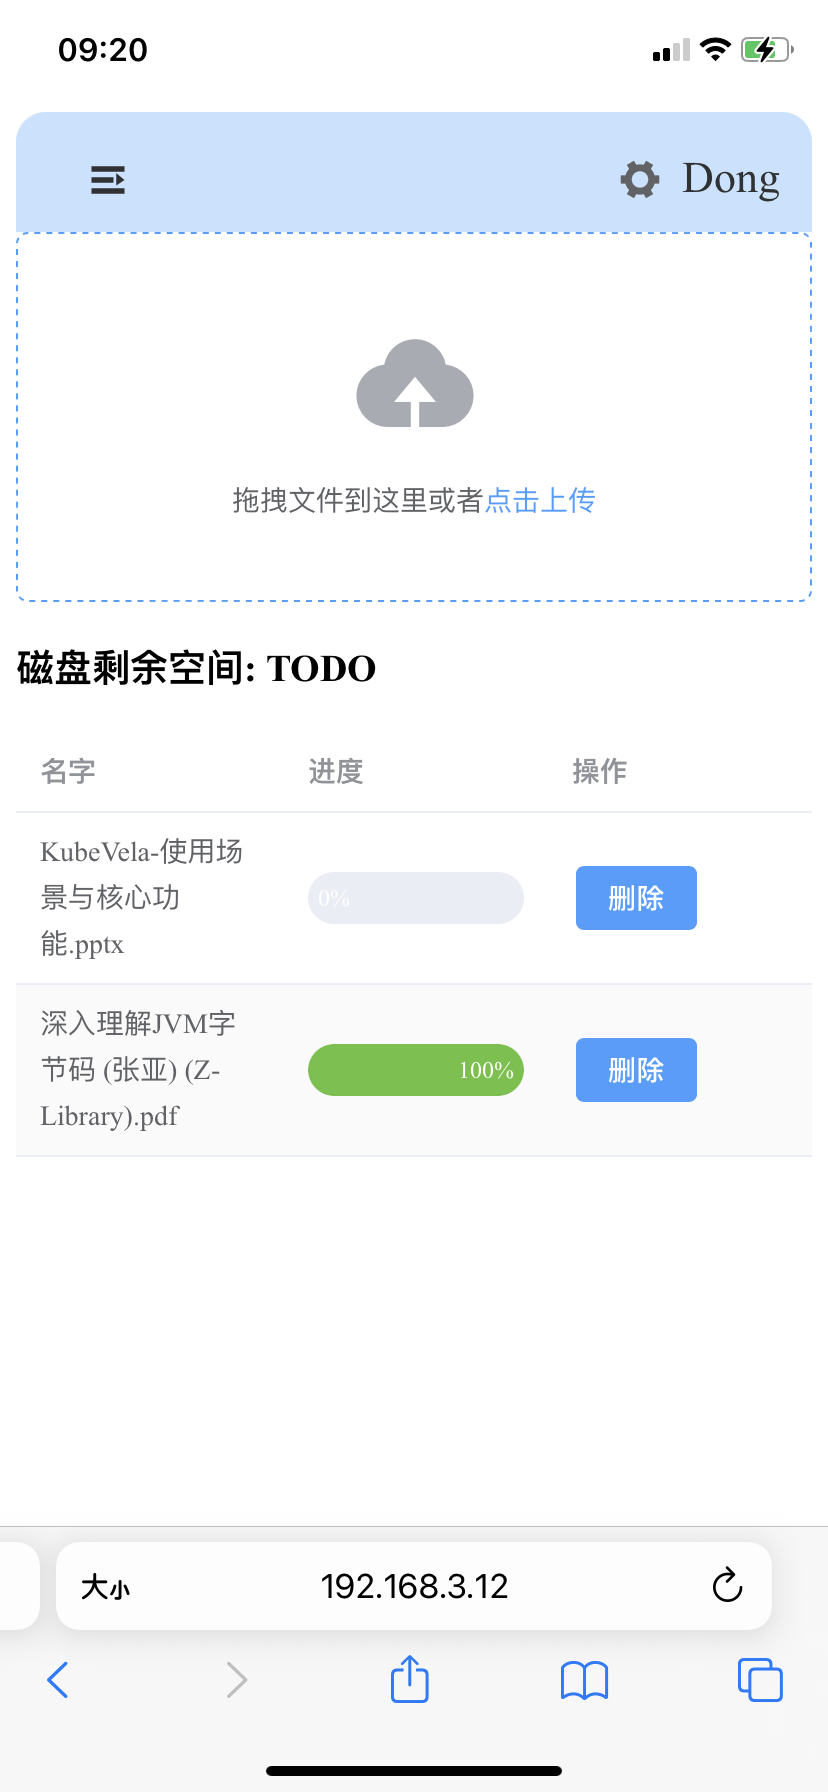 09:20
Dong
拖拽文件到这里或者点击上传
磁盘剩余空间: TODO
名字 进度 操作
KubeVela-使用场
景与核心功
能.pptx
0%
删除
深入理解JVM字
节码 (张亚) (Z-
Library).pdf
100%
删除
大小 192.168.3.12